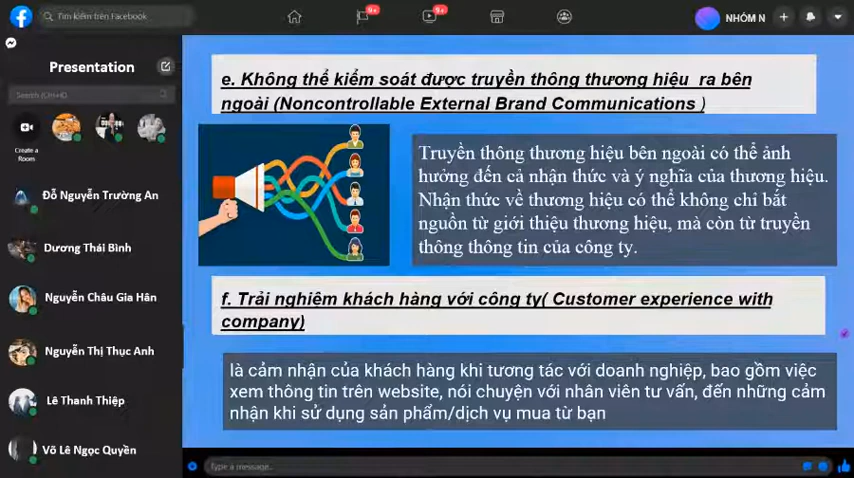 Tìm kiếm trên Facebook
9+
9+
NHÓM N
Presentation
Search (Ctrl+K)
Create a
Room
Đỗ Nguyễn Trường An
Dương Thái Bình
Nguyễn Châu Gia Hân
Nguyễn Thị Thục Anh
Lê Thanh Thiệp
Võ Lê Ngọc Quyền
e. Không thể kiểm soát được truyền thông thương hiệu ra bên
ngoài (Noncontrollable External Brand Communications )
Truyền thông thương hiệu bên ngoài có thể ảnh
hưởng đến cả nhận thức và ý nghĩa của thương hiệu.
Nhận thức về thương hiệu có thể không chỉ bắt
nguồn từ giới thiệu thương hiệu, mà còn từ truyền
thông thông tin của công ty.
f. Trải nghiệm khách hàng với công ty( Customer experience with
company)
là cảm nhận của khách hàng khi tương tác với doanh nghiệp, bao gồm việc
xem thông tin trên website, nói chuyện với nhân viên tư vấn, đến những cảm
nhận khi sử dụng sản phẩm/dịch vụ mua từ bạn
Type a message...